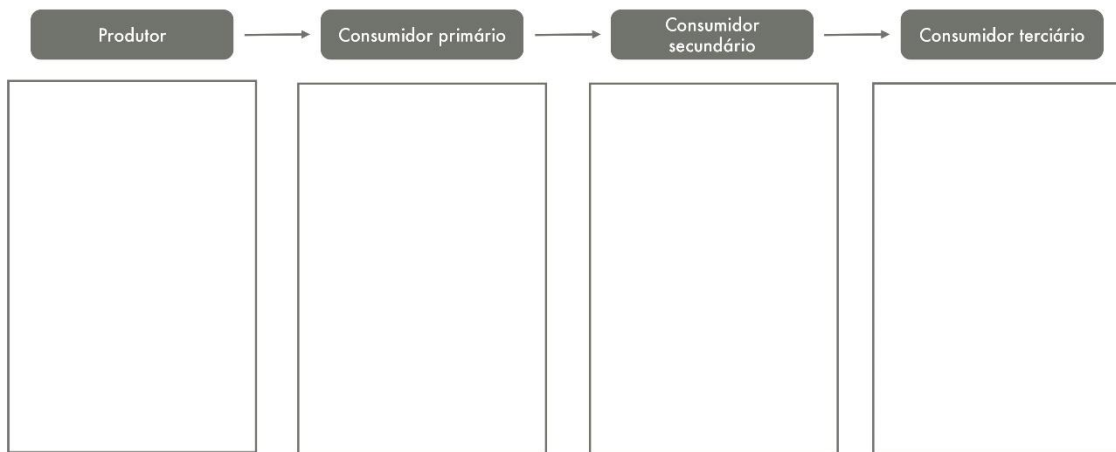 Produtor
Consumidor primário
Consumidor
secundário
Consumidor terciário